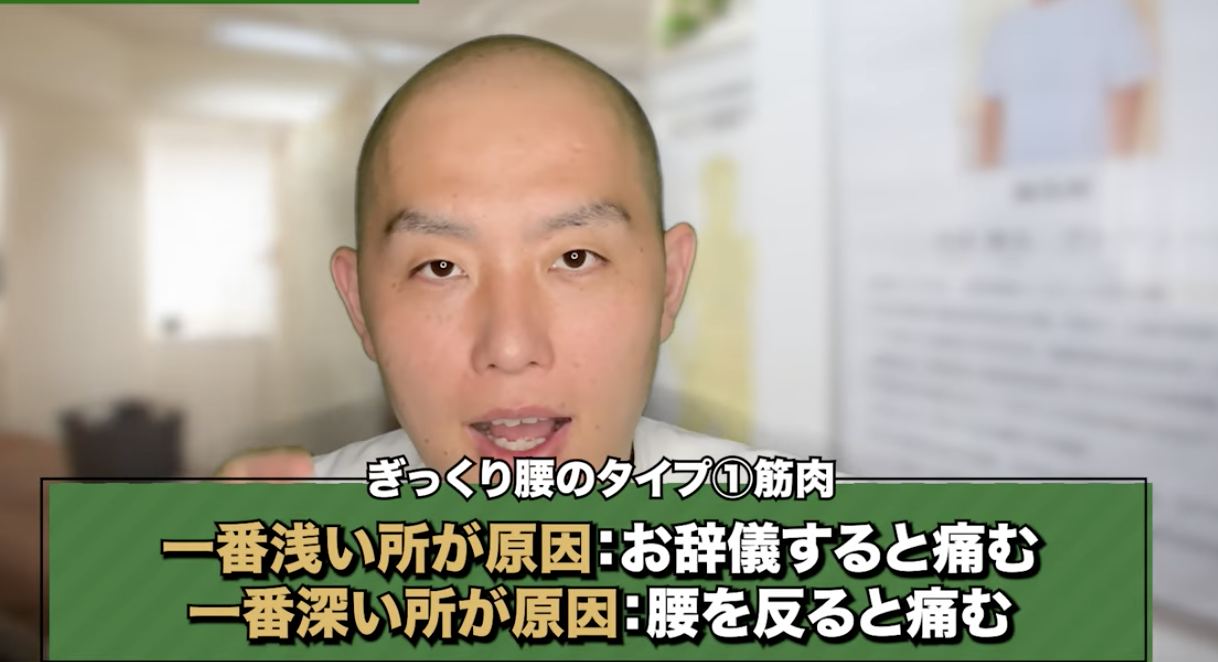 ぎっくり腰のタイプ①筋肉
一番浅い所が原因：お辞儀すると痛む
一番深い所が原因：腰を反ると痛む